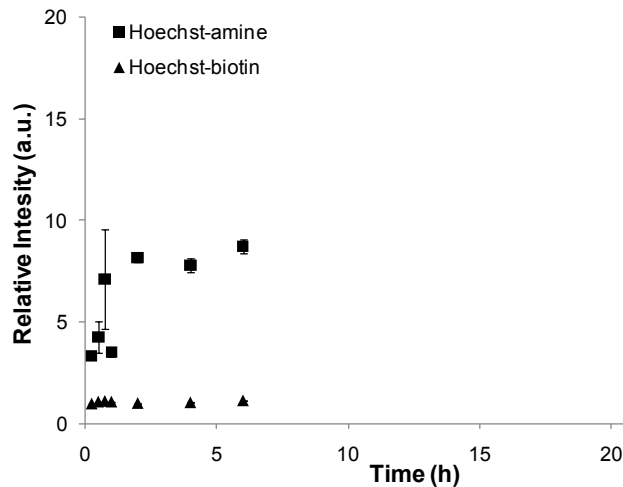 20
Hoechst-amine
Hoechst-biotin
15
10
5
0
Relative Intesity (a.u.)
0 5 10 15 20
Time (h)